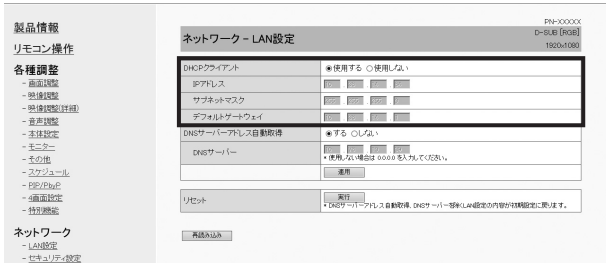 製品情報
リモコン操作
各種調整
- 画面調整
- 映像調整
- 映像調整(詳細)
- 音声調整
- 本体設定
- モニター
- その他
- スケジュール
- PIP/PbyP
- 4画面設定
- 特別機能
ネットワーク
- LAN設定
- セキュリティ設定
PN-XXXXX
ネットワーク - LAN設定
D-SUB [RGB]
1920x1080
DHCPクライアント ◉使用する ○使用しない
IPアドレス
サブネットマスク
デフォルトゲートウェイ
DNSサーバーアドレス自動取得 ◉する ○しない
DNSサーバー
* 使用しない場合は 0.0.0.0 を入力してください。
適用
リセット 実行
* DNSサーバーアドレス自動取得, DNSサーバーを除くLAN設定の内容が初期設定に戻ります。
再読み込み